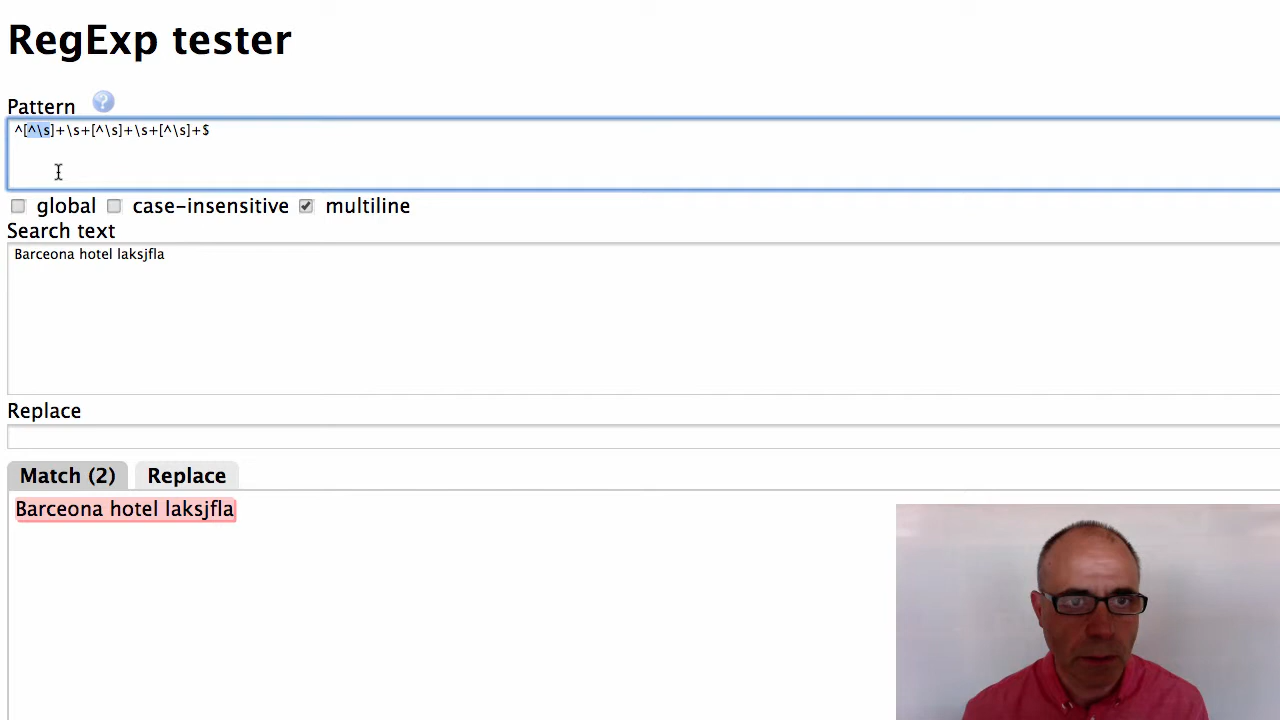 RegExp tester
Pattern ?
^[^\s]+\s+[^\s]+\s+[^\s]+$
global case-insensitive multiline
Search text
Barceona hotel laksjfla
Replace
Match (2) Replace
Barceona hotel laksjfla